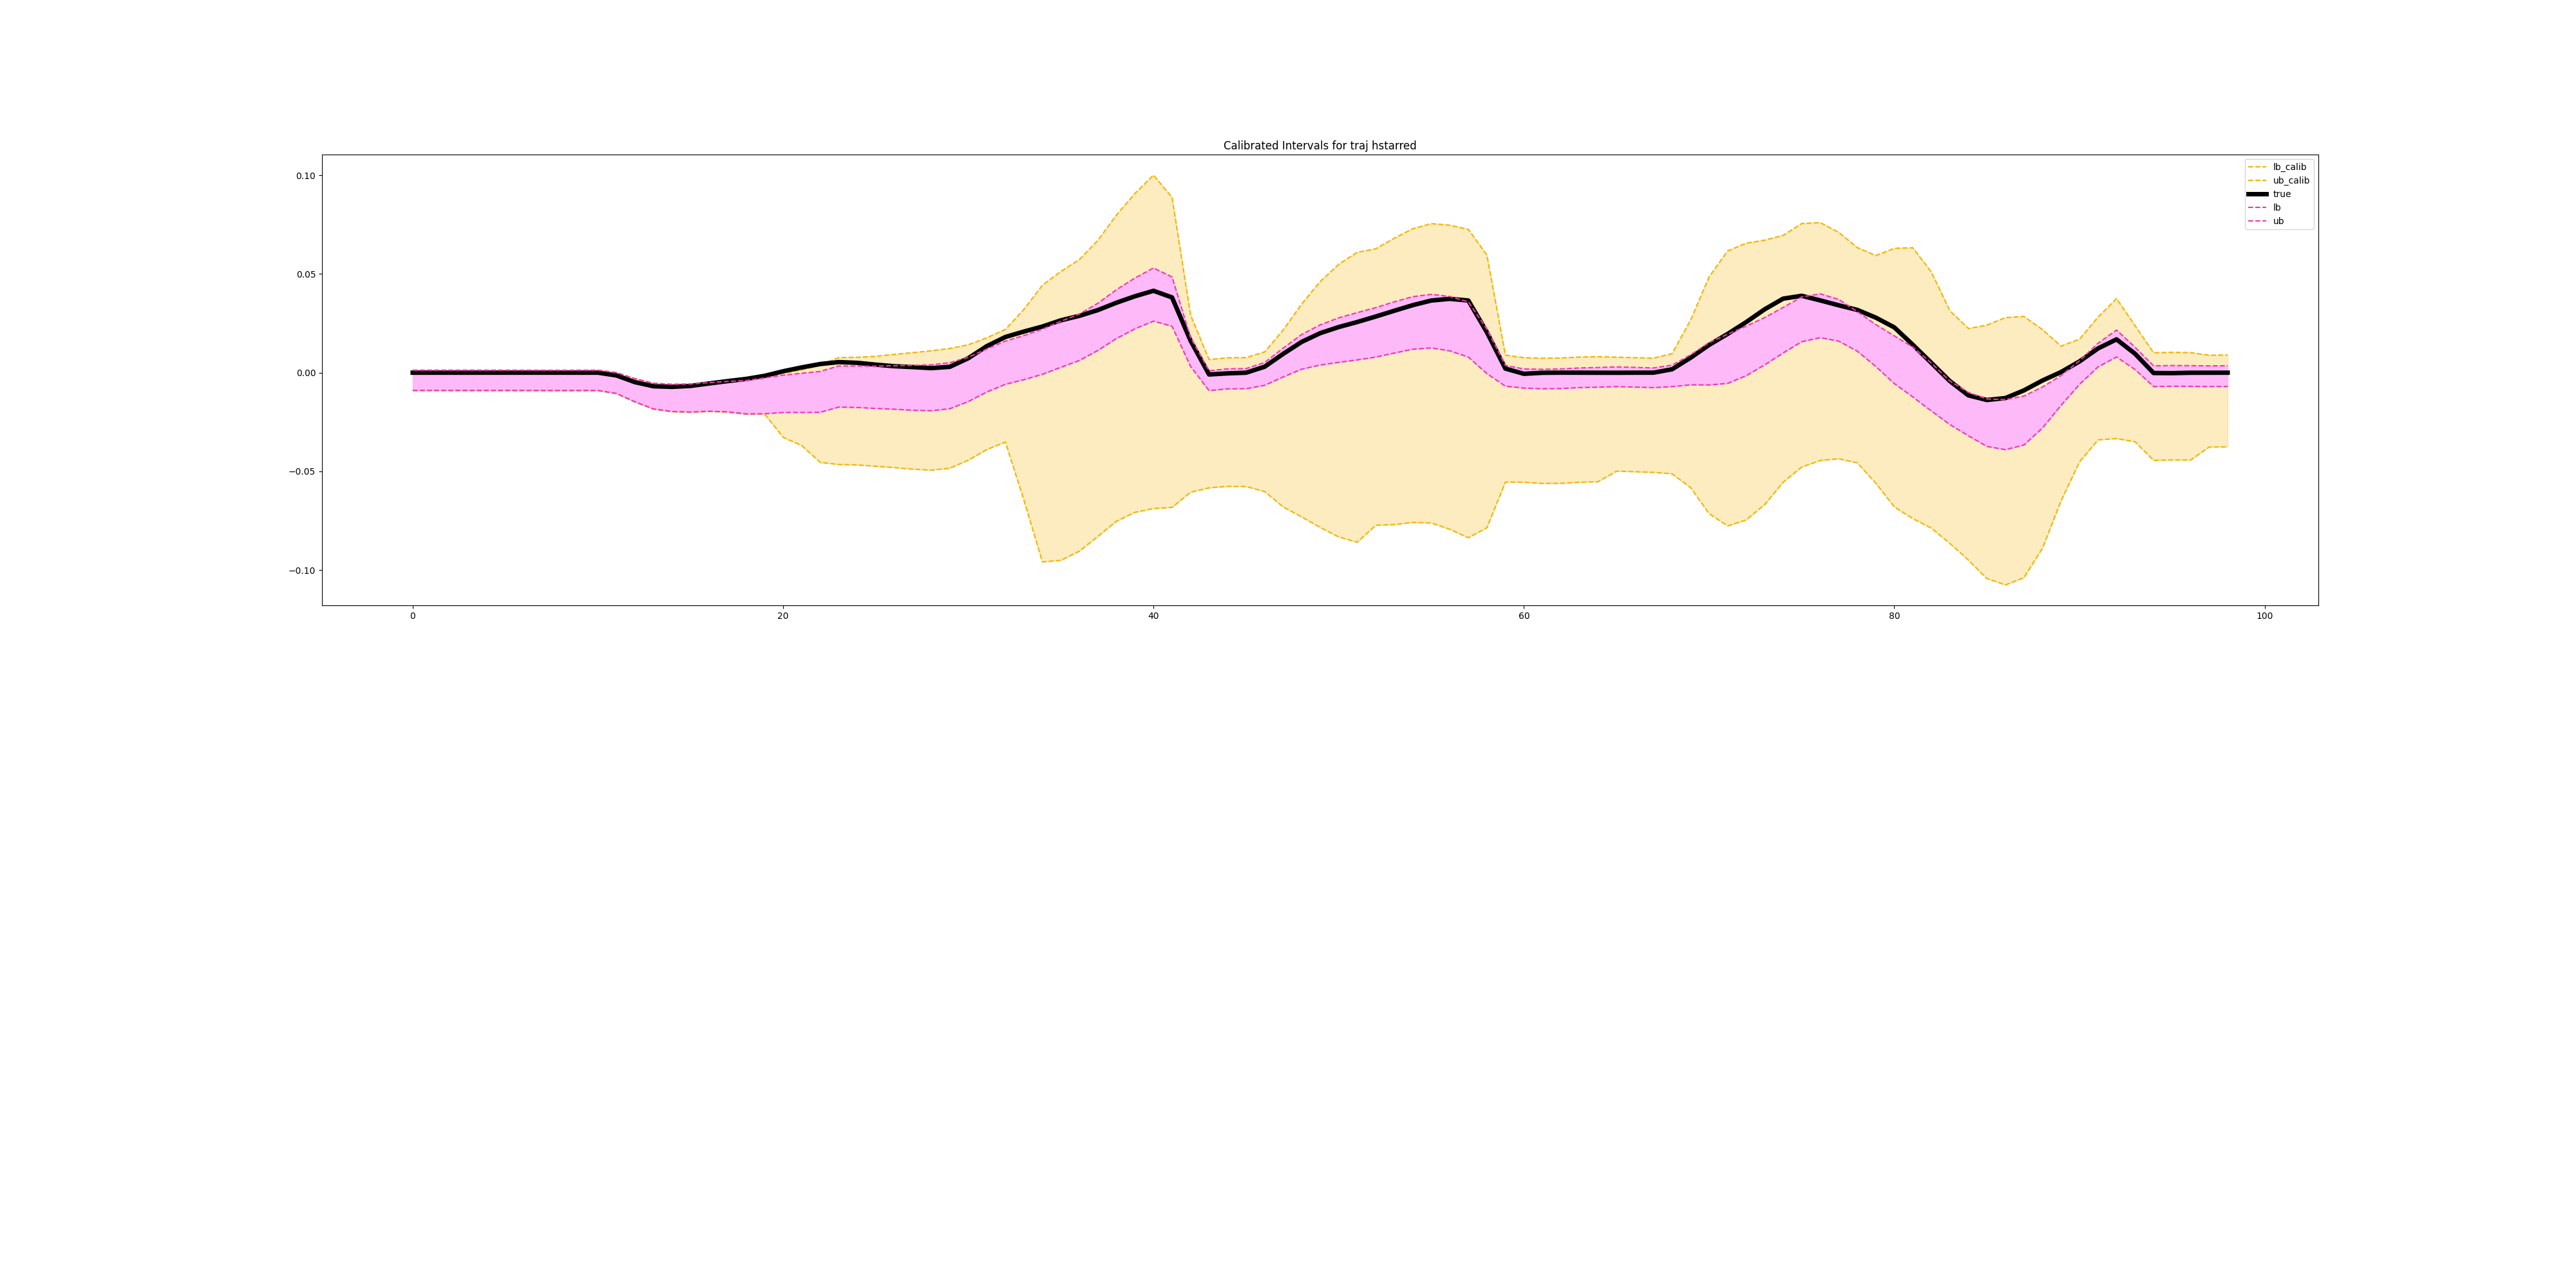 Calibrated Intervals for traj hstarred
lb_calib
ub_calib
true
lb
ub
0.10
0.05
0.00
−0.05
−0.10
0 20 40 60 80 100